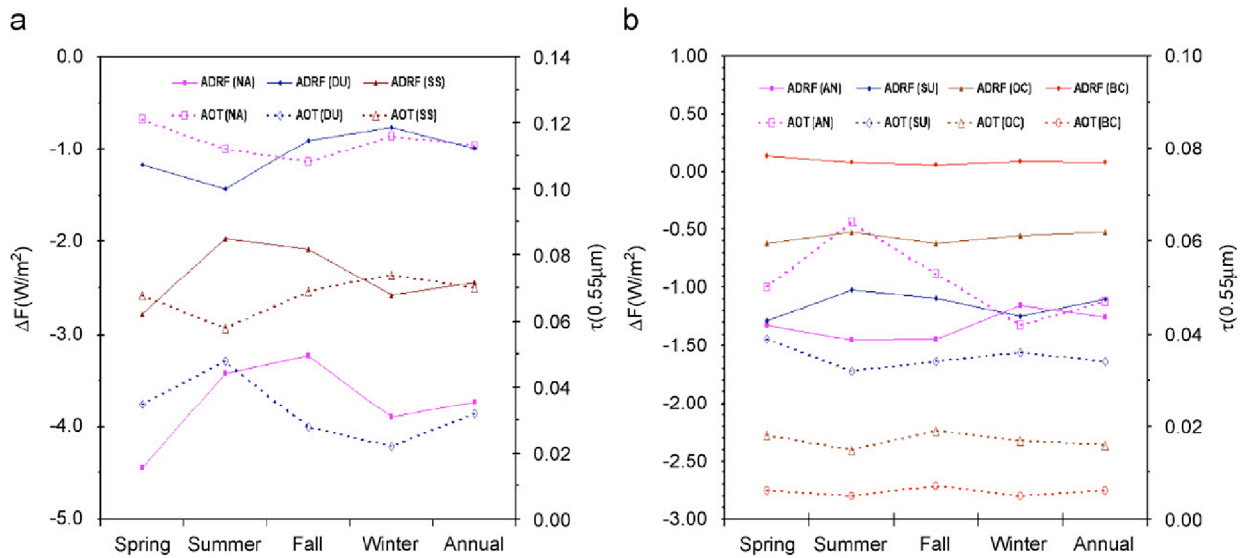 a
ADRF (NA) ADRF (DU) ADRF (SS)
AOT (NA) AOT (DU) AOT (SS)
0.0
-1.0
-2.0
-3.0
-4.0
-5.0
ΔF(W/m²)
0.14
0.12
0.10
0.08
0.06
0.04
0.02
0.00
τ(0.55μm)
Spring Summer Fall Winter Annual
b
ADRF (AN) ADRF (SU) ADRF (OC) ADRF (BC)
AOT (AN) AOT (SU) AOT (OC) AOT (BC)
1.00
0.50
0.00
-0.50
-1.00
-1.50
-2.00
-2.50
-3.00
ΔF(W/m²)
0.10
0.08
0.06
0.04
0.02
0.00
τ(0.55μm)
Spring Summer Fall Winter Annual